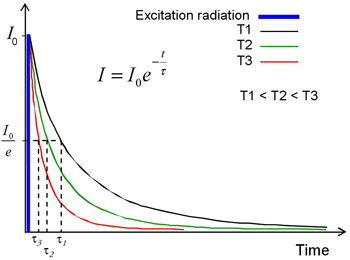 Excitation radiation
T1
T2
T3
I₀
I = I₀e^(-t/τ)
T1 < T2 < T3
I₀/e
τ₃ τ₂ τ₁
Time